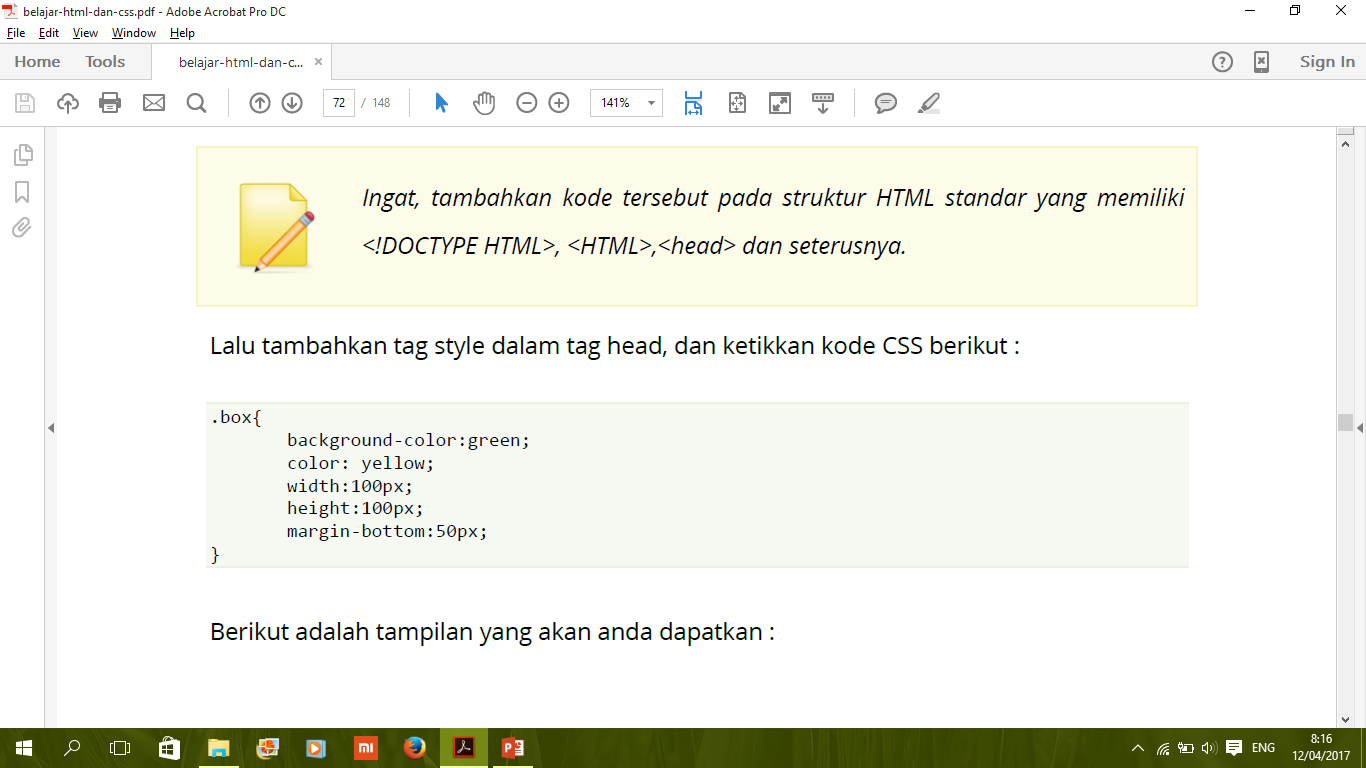 belajar-html-dan-css.pdf - Adobe Acrobat Pro DC
File Edit View Window Help
Home Tools belajar-html-dan-c... × Sign In
72 / 148 141%
Ingat, tambahkan kode tersebut pada struktur HTML standar yang memiliki
<!DOCTYPE HTML>, <HTML>,<head> dan seterusnya.
Lalu tambahkan tag style dalam tag head, dan ketikkan kode CSS berikut :
.box{
background-color:green;
color: yellow;
width:100px;
height:100px;
margin-bottom:50px;
}
Berikut adalah tampilan yang akan anda dapatkan :
mi
ENG
8:16
12/04/2017